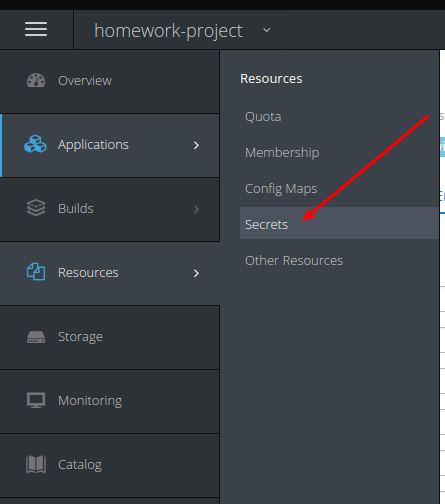 homework-project
Overview
Applications
Builds
Resources
Storage
Monitoring
Catalog
Resources
Quota
Membership
Config Maps
Secrets
Other Resources